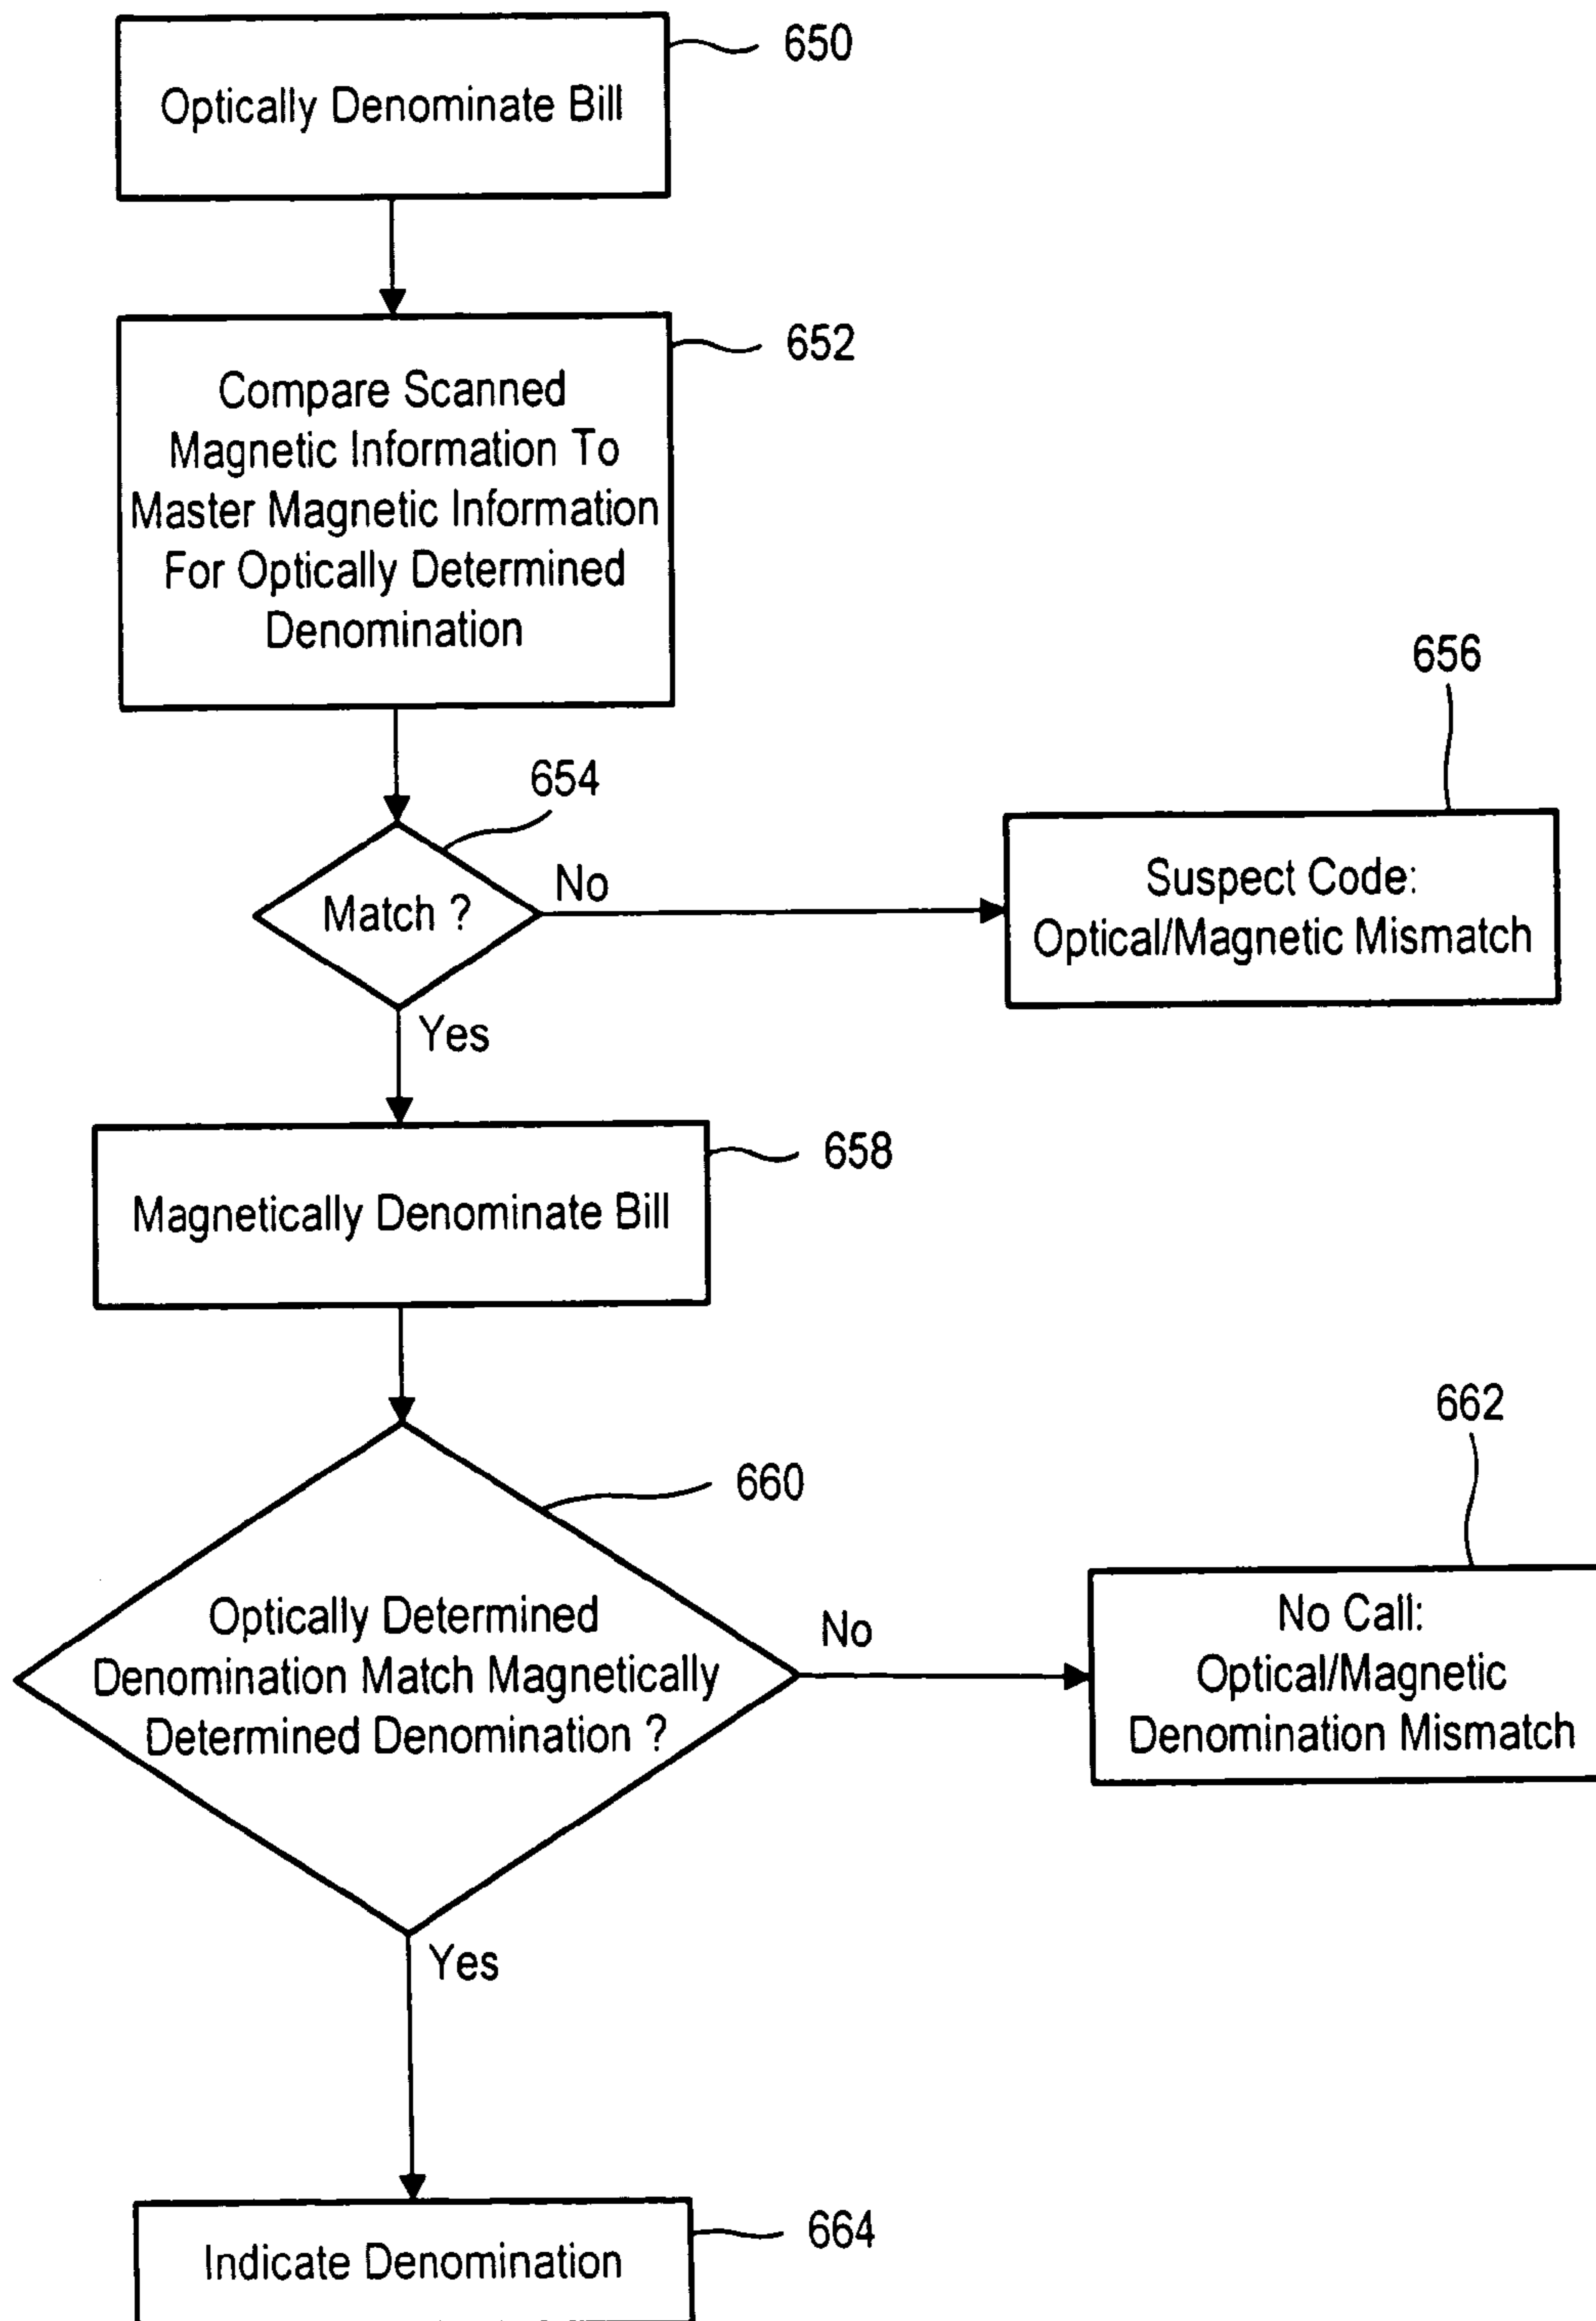 650
Optically Denominate Bill
652
Compare Scanned
Magnetic Information To
Master Magnetic Information
For Optically Determined
Denomination
654
Match ?
No
656
Suspect Code:
Optical/Magnetic Mismatch
Yes
658
Magnetically Denominate Bill
660
Optically Determined
Denomination Match Magnetically
Determined Denomination ?
No
662
No Call:
Optical/Magnetic
Denomination Mismatch
Yes
664
Indicate Denomination